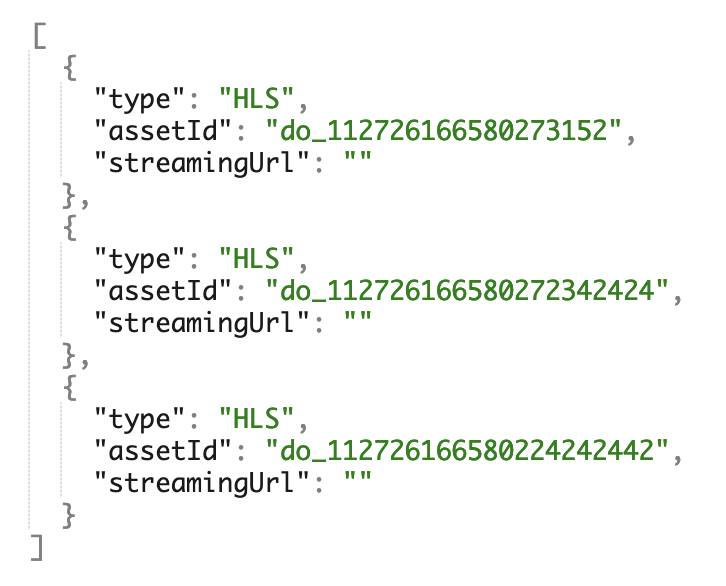 [
  {
    "type": "HLS",
    "assetId": "do_112726166580273152",
    "streamingUrl": ""
  },
  {
    "type": "HLS",
    "assetId": "do_112726166580272342424",
    "streamingUrl": ""
  },
  {
    "type": "HLS",
    "assetId": "do_112726166580224242442",
    "streamingUrl": ""
  }
]